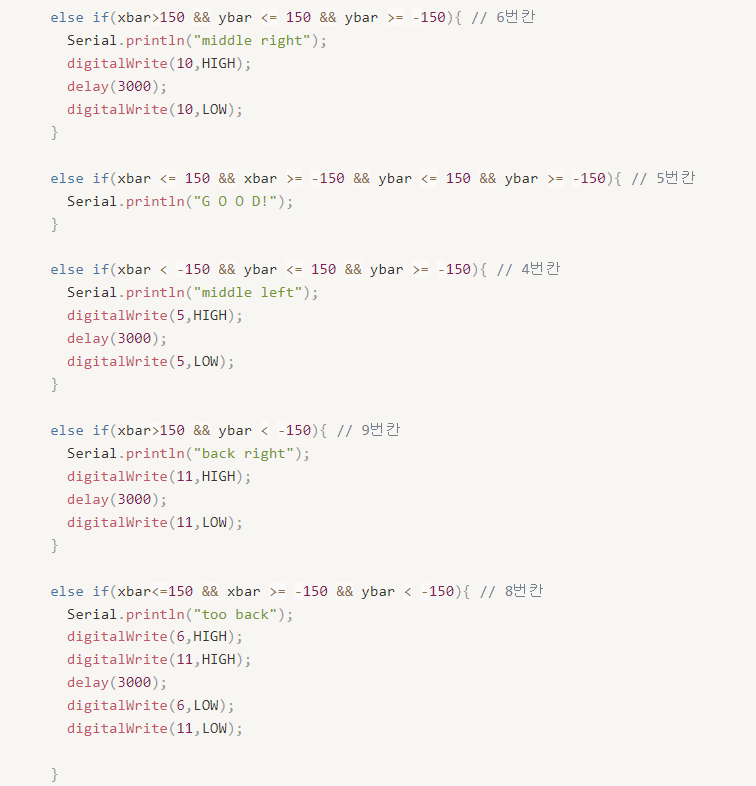 else if(xbar>150 && ybar <= 150 && ybar >= -150){ // 6번칸
Serial.println("middle right");
digitalWrite(10,HIGH);
delay(3000);
digitalWrite(10,LOW);
}
else if(xbar <= 150 && xbar >= -150 && ybar <= 150 && ybar >= -150){ // 5번칸
Serial.println("G O O D!");
}
else if(xbar < -150 && ybar <= 150 && ybar >= -150){ // 4번칸
Serial.println("middle left");
digitalWrite(5,HIGH);
delay(3000);
digitalWrite(5,LOW);
}
else if(xbar>150 && ybar < -150){ // 9번칸
Serial.println("back right");
digitalWrite(11,HIGH);
delay(3000);
digitalWrite(11,LOW);
}
else if(xbar<=150 && xbar >= -150 && ybar < -150){ // 8번칸
Serial.println("too back");
digitalWrite(6,HIGH);
digitalWrite(11,HIGH);
delay(3000);
digitalWrite(6,LOW);
digitalWrite(11,LOW);
}